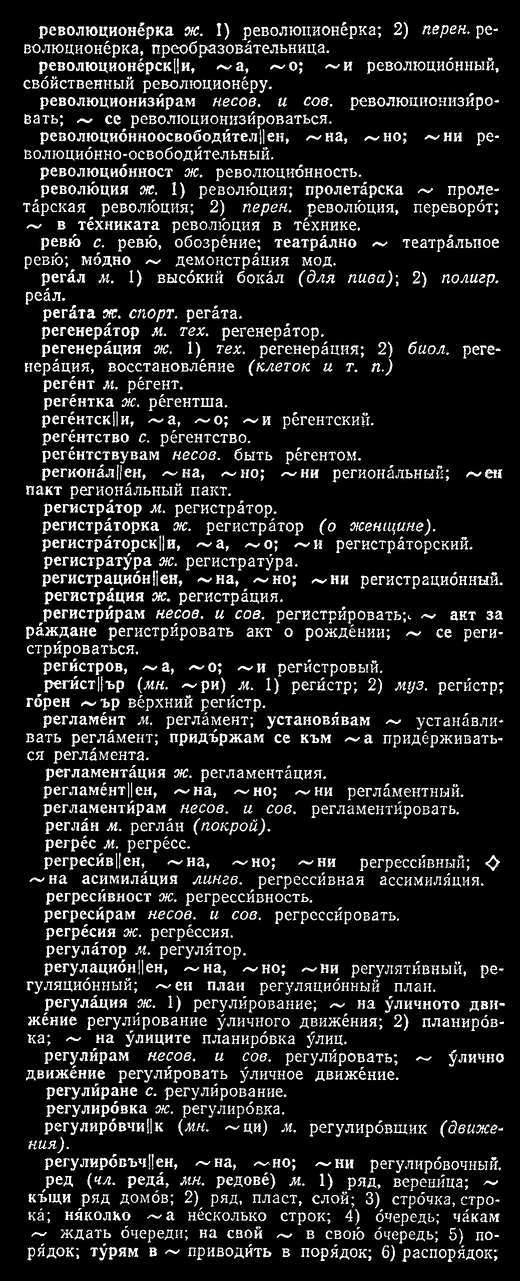 революционе́рка ж. 1) революционе́рка; 2) перен. ре-
волюционе́рка, преобразова́тельница.
революционе́рск||и, ~а, ~о; ~и революцио́нный,
сво́йственный революционе́ру.
революционизи́рам несов. и сов. революционизи́ро-
вать; ~ се революционизи́роваться.
революцио́нноосвободи́тел||ен, ~на, ~но; ~ни ре-
волюцио́нно-освободи́тельный.
революцио́нност ж. революцио́нность.
револю́ция ж. 1) револю́ция; пролета́рска ~ проле-
та́рская револю́ция; 2) перен. револю́ция, переворо́т;
~ в те́хниката револю́ция в те́хнике.
ревю́ с. ревю́, обозре́ние; театра́лно ~ театра́льное
ревю́; мо́дно ~ демонстра́ция мод.
рега́л м. 1) высо́кий бока́л (для пива); 2) полигр.
реа́л.
рега́та ж. спорт. рега́та.
регенера́тор м. тех. регенера́тор.
регенера́ция ж. 1) тех. регенера́ция; 2) биол. реге-
нера́ция, восстановле́ние (клеток и т. п.)
реге́нт м. ре́гент.
реге́нтка ж. ре́гентша.
реге́нтск||и, ~а, ~о; ~и ре́гентский.
реге́нтство с. ре́гентство.
реге́нтствувам несов. быть ре́гентом.
региона́л||ен, ~на, ~но; ~ни региона́льный; ~ен
пакт региона́льный пакт.
регистра́тор м. регистра́тор.
регистра́торка ж. регистра́тор (о женщине).
регистра́торск||и, ~а, ~о; ~и регистра́торский.
регистрату́ра ж. регистрату́ра.
регистрацио́н||ен, ~на, ~но; ~ни регистрацио́нный.
регистра́ция ж. регистра́ция.
регистри́рам несов. и сов. регистри́ровать; ~ акт за
ра́ждане регистри́ровать акт о рожде́нии; ~ се реги-
стри́роваться.
реги́стров, ~а, ~о; ~и реги́стровый.
реги́ст||ър (мн. ~ри) м. 1) реги́стр; 2) муз. реги́стр;
го́рен ~ър ве́рхний реги́стр.
регламе́нт м. регла́мент; установя́вам ~ устана́вли-
вать регла́мент; придъ́ржам се към ~а приде́рживать-
ся регла́мента.
регламента́ция ж. регламента́ция.
регламе́нт||ен, ~на, ~но; ~ни регла́ментный.
регламенти́рам несов. и сов. регламенти́ровать.
регла́н м. регла́н (покрой).
регре́с м. регре́сс.
регреси́в||ен, ~на, ~но; ~ни регресси́вный; ◇
~на асимила́ция лингв. регресси́вная ассимиля́ция.
регреси́вност ж. регресси́вность.
регреси́рам несов. и сов. регресси́ровать.
регре́сия ж. регре́ссия.
регула́тор м. регуля́тор.
регулацио́н||ен, ~на, ~но; ~ни регуляти́вный, ре-
гуляцио́нный; ~ен план регуляцио́нный план.
регула́ция ж. 1) регули́рование; ~ на у́личното дви-
же́ние регули́рование у́личного движе́ния; 2) планиро́в-
ка; ~ на у́лиците планиро́вка у́лиц.
регули́рам несов. и сов. регули́ровать; ~ у́лично
движе́ние регули́ровать у́личное движе́ние.
регули́ране с. регули́рование.
регулиро́вка ж. регулиро́вка.
регулиро́вчи||к (мн. ~ци) м. регулиро́вщик (движе-
ния).
регулиро́въч||ен, ~на, ~но; ~ни регулиро́вочный.
ред (чл. реда́, мн. редове́) м. 1) ряд, верени́ца; ~
къ́щи ряд домо́в; 2) ряд, пласт, слой; 3) стро́чка, стро-
ка́; ня́колко ~а не́сколько строк; 4) о́чередь; ча́кам
~ ждать о́череди; на свой ~ в свою́ о́чередь; 5) по-
ря́док; ту́рям в ~ приводи́ть в поря́док; 6) распоря́док;